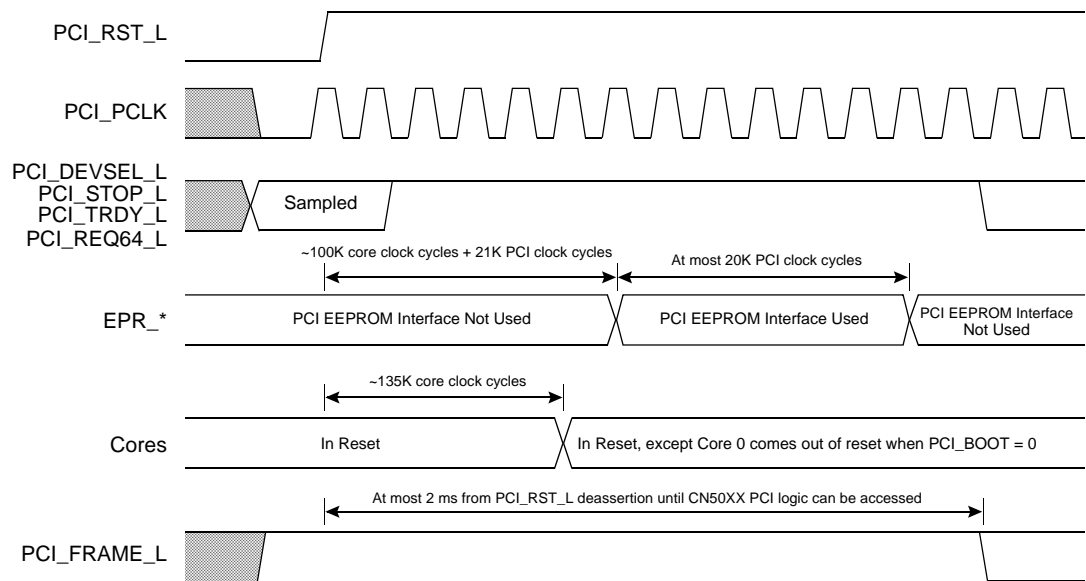 PCI_RST_L
PCI_PCLK
PCI_DEVSEL_L
PCI_STOP_L
PCI_TRDY_L
PCI_REQ64_L
Sampled
~100K core clock cycles + 21K PCI clock cycles
At most 20K PCI clock cycles
EPR_*
PCI EEPROM Interface Not Used
PCI EEPROM Interface Used
PCI EEPROM Interface
Not Used
~135K core clock cycles
Cores
In Reset
In Reset, except Core 0 comes out of reset when PCI_BOOT = 0
At most 2 ms from PCI_RST_L deassertion until CN50XX PCI logic can be accessed
PCI_FRAME_L